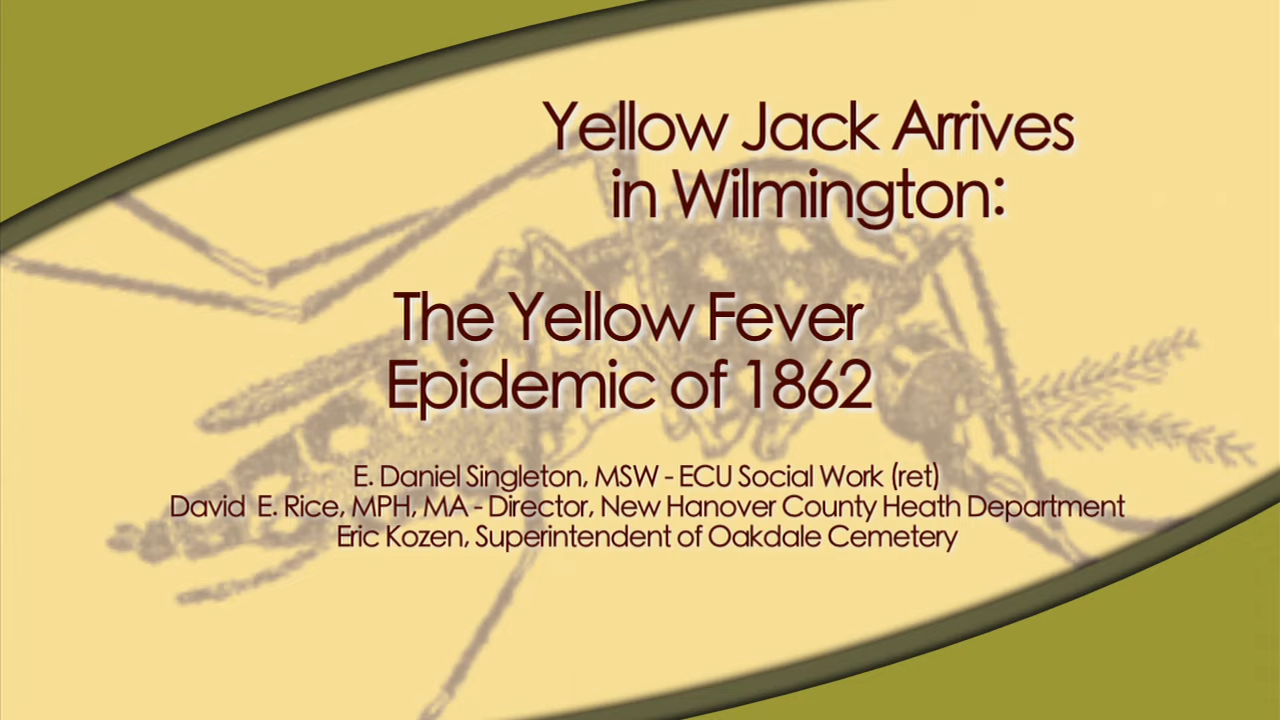 Yellow Jack Arrives
in Wilmington:
The Yellow Fever
Epidemic of 1862
E. Daniel Singleton, MSW - ECU Social Work (ret)
David E. Rice, MPH, MA - Director, New Hanover County Heath Department
Eric Kozen, Superintendent of Oakdale Cemetery